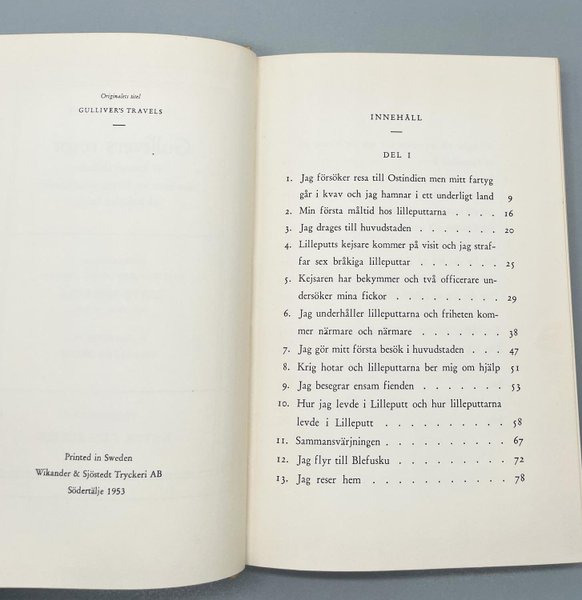 Originalets titel
GULLIVER'S TRAVELS
Printed in Sweden
Wikander & Sjöstedt Tryckeri AB
Södertälje 1953
INNEHÅLL
DEL I
1. Jag försöker resa till Ostindien men mitt fartyg
går i kvav och jag hamnar i ett underligt land 9
2. Min första måltid hos lilleputtarna . . . . 16
3. Jag drages till huvudstaden . . . . . . . 20
4. Lilleputts kejsare kommer på visit och jag straf-
far sex bråkiga lilleputtar . . . . . . . . 25
5. Kejsaren har bekymmer och två officerare un-
dersöker mina fickor . . . . . . . . . 29
6. Jag underhåller lilleputtarna och friheten kom-
mer närmare och närmare . . . . . . . 38
7. Jag gör mitt första besök i huvudstaden . . . 47
8. Krig hotar och lilleputtarna ber mig om hjälp 51
9. Jag besegrar ensam fienden . . . . . . . 53
10. Hur jag levde i Lilleputt och hur lilleputtarna
levde i Lilleputt . . . . . . . . . . 58
11. Sammansvärjningen . . . . . . . . . 67
12. Jag flyr till Blefusku . . . . . . . . . 72
13. Jag reser hem . . . . . . . . . . . 78